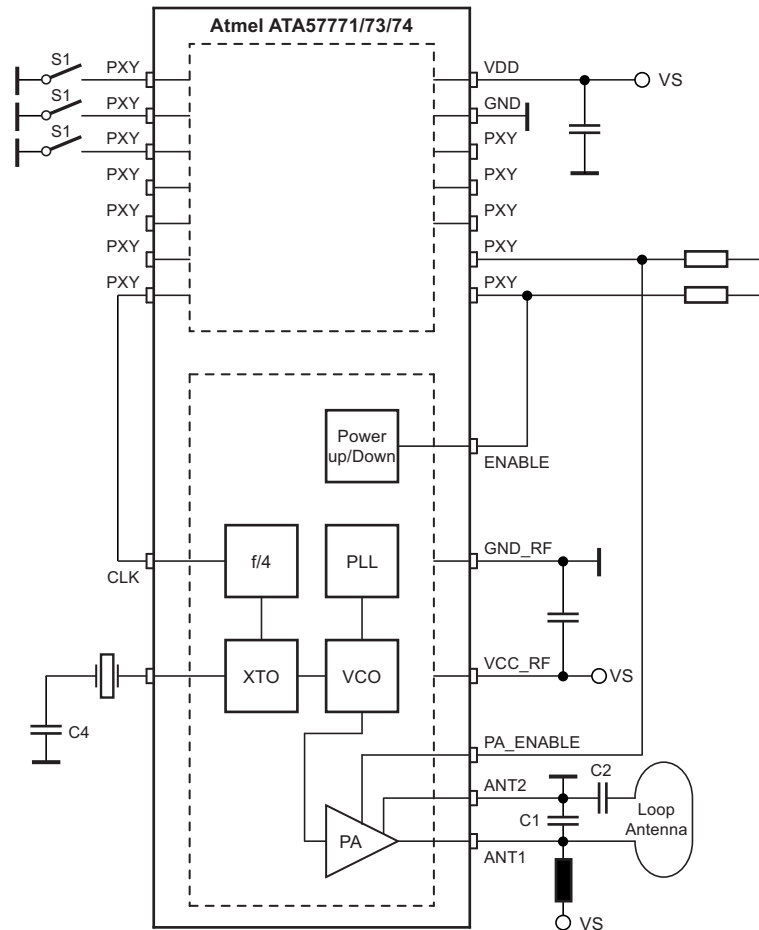 Atmel ATA57771/73/74
S1
PXY
VDD
VS
S1
PXY
GND
S1
PXY
PXY
PXY
PXY
PXY
PXY
PXY
PXY
PXY
PXY
Power
up/Down
ENABLE
f/4
PLL
GND_RF
CLK
XTO
VCO
VCC_RF
VS
C4
PA_ENABLE
ANT2
C2
C1
Loop
Antenna
PA
ANT1
VS